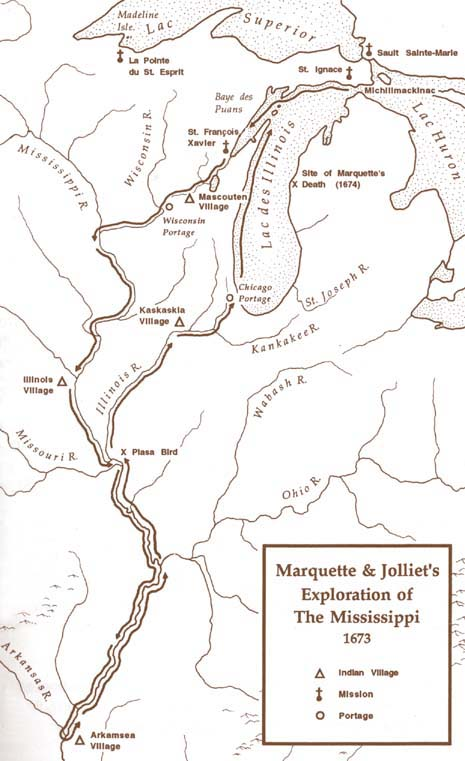 Madeline
Isle.
Lac
Superior
La Pointe
du St. Esprit
Sault Sainte-Marie
St. Ignace
Michilimackinac
Baye des
Puans
St. François
Xavier
Wisconsin R.
Mississippi R.
Lac Huron
Lac des Illinois
Site of Marquette's
X Death (1674)
Mascouten
Village
Wisconsin
Portage
Chicago
Portage
St. Joseph R.
Kaskaskia
Village
Kankakee R.
Illinois R.
Illinois
Village
Wabash R.
Missouri R.
X Piasa Bird
Ohio R.
Marquette & Jolliet's
Exploration of
The Mississippi
1673
Indian Village
Mission
Portage
Arkansas R.
Arkamsea
Village